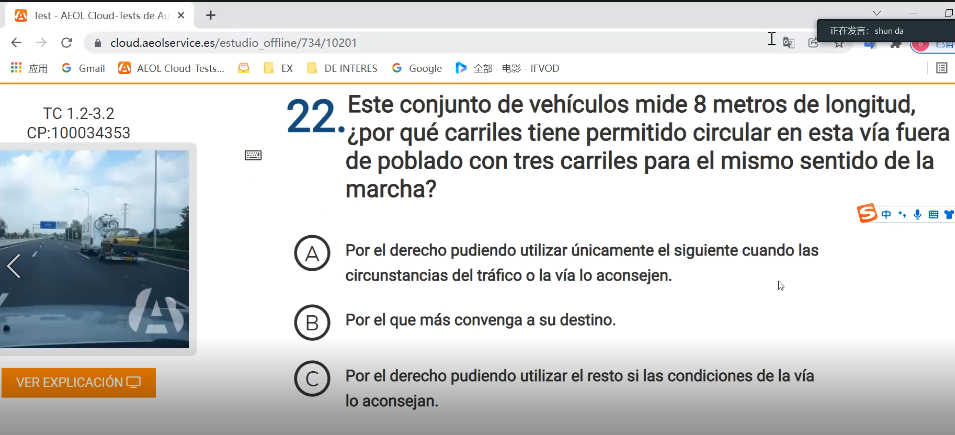 Test - AEOL Cloud-Tests de Au
正在发言: shun da
cloud.aeolservice.es/estudio_offline/734/10201
应用
Gmail
AEOL Cloud-Tests...
EX
DE INTERES
Google
全部 - 电影 - IFVOD
TC 1.2-3.2
CP:100034353
22. Este conjunto de vehículos mide 8 metros de longitud,
¿por qué carriles tiene permitido circular en esta vía fuera
de poblado con tres carriles para el mismo sentido de la
marcha?
中
A Por el derecho pudiendo utilizar únicamente el siguiente cuando las
circunstancias del tráfico o la vía lo aconsejen.
B Por el que más convenga a su destino.
VER EXPLICACIÓN
C Por el derecho pudiendo utilizar el resto si las condiciones de la vía
lo aconsejan.